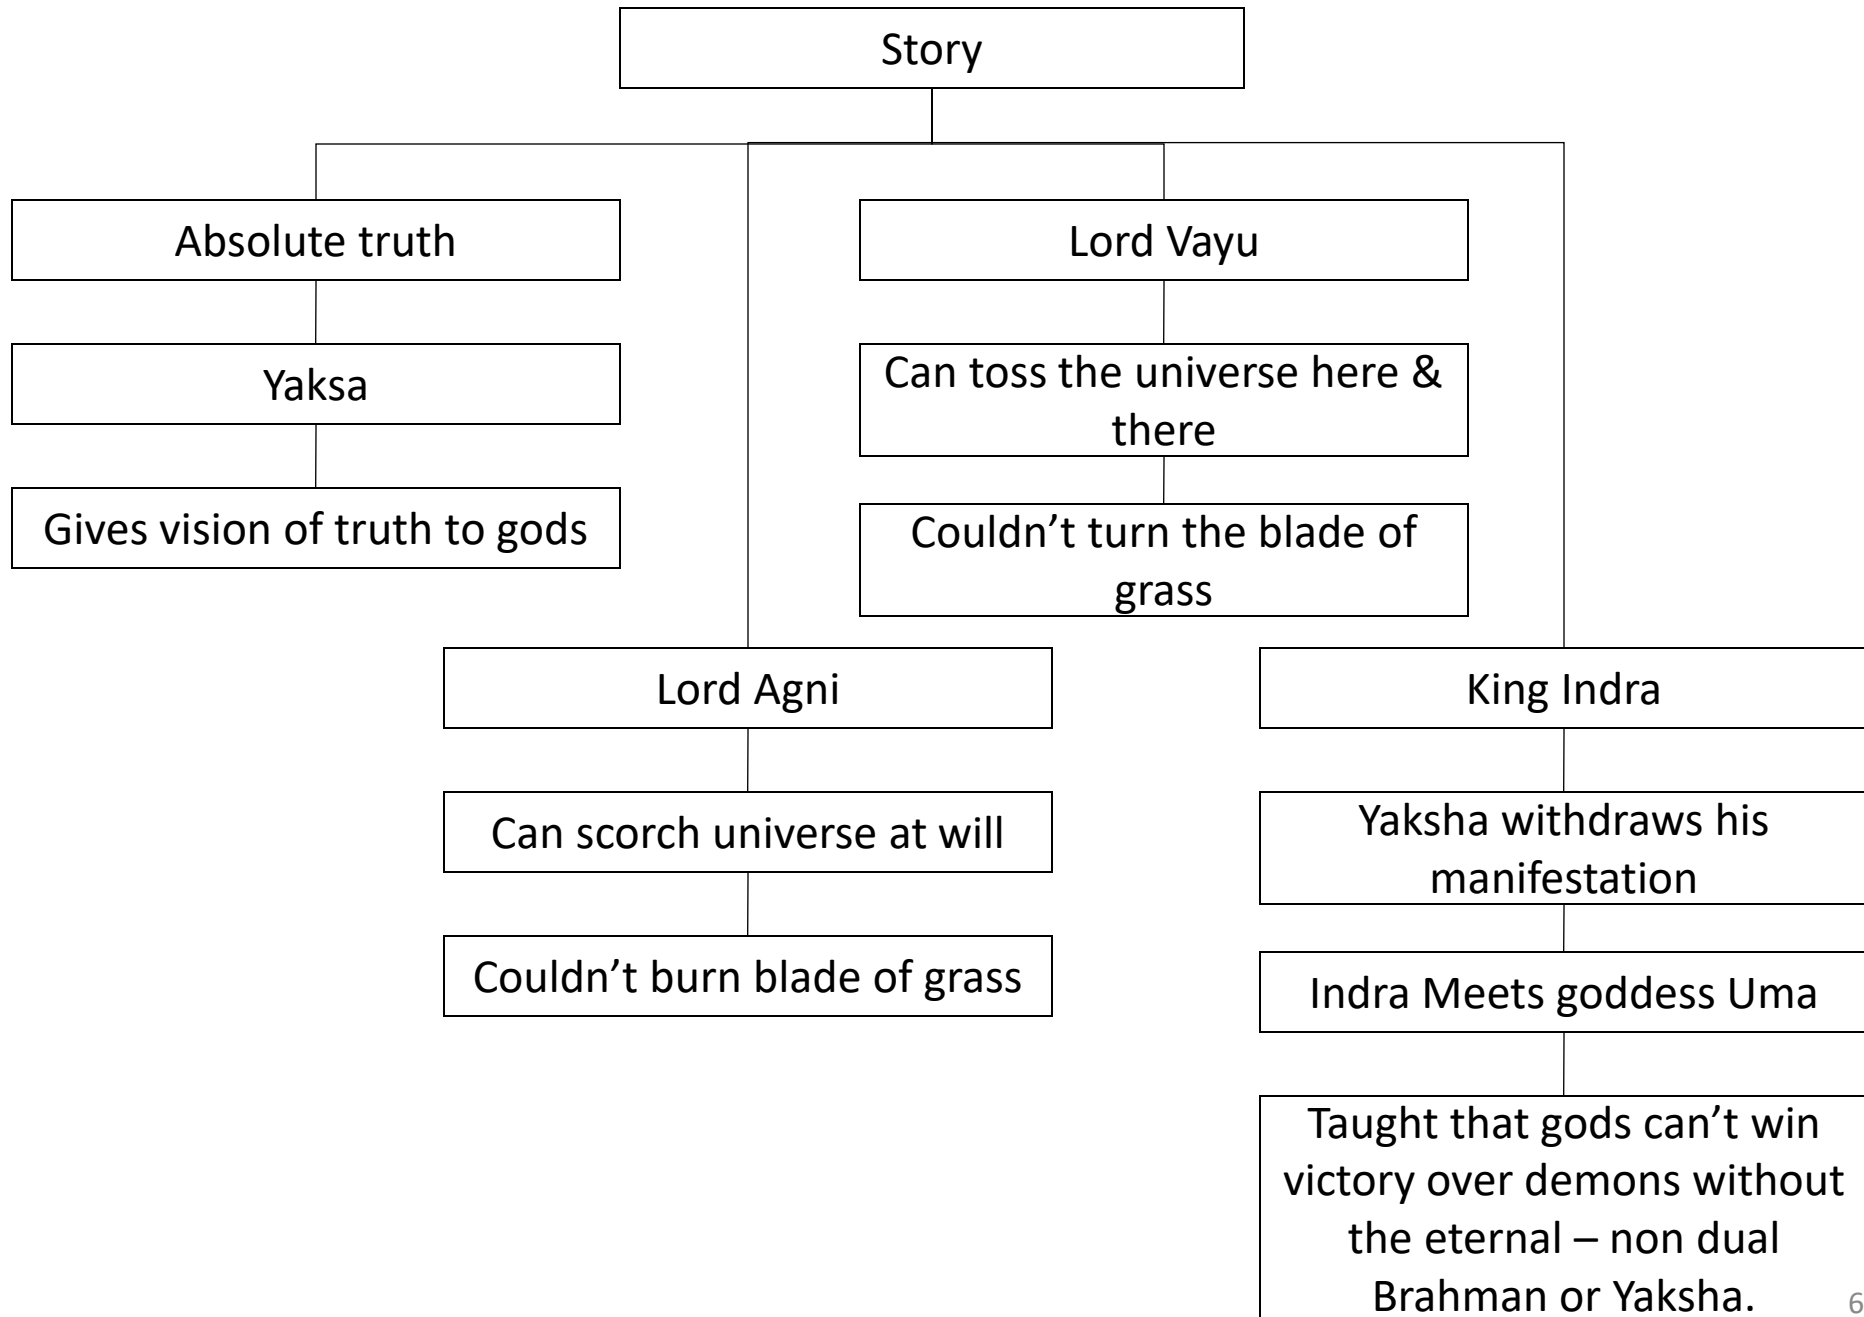 Story
Absolute truth
Yaksa
Gives vision of truth to gods
Lord Vayu
Can toss the universe here &
there
Couldn’t turn the blade of
grass
Lord Agni
Can scorch universe at will
Couldn’t burn blade of grass
King Indra
Yaksha withdraws his
manifestation
Indra Meets goddess Uma
Taught that gods can’t win
victory over demons without
the eternal – non dual
Brahman or Yaksha.
6